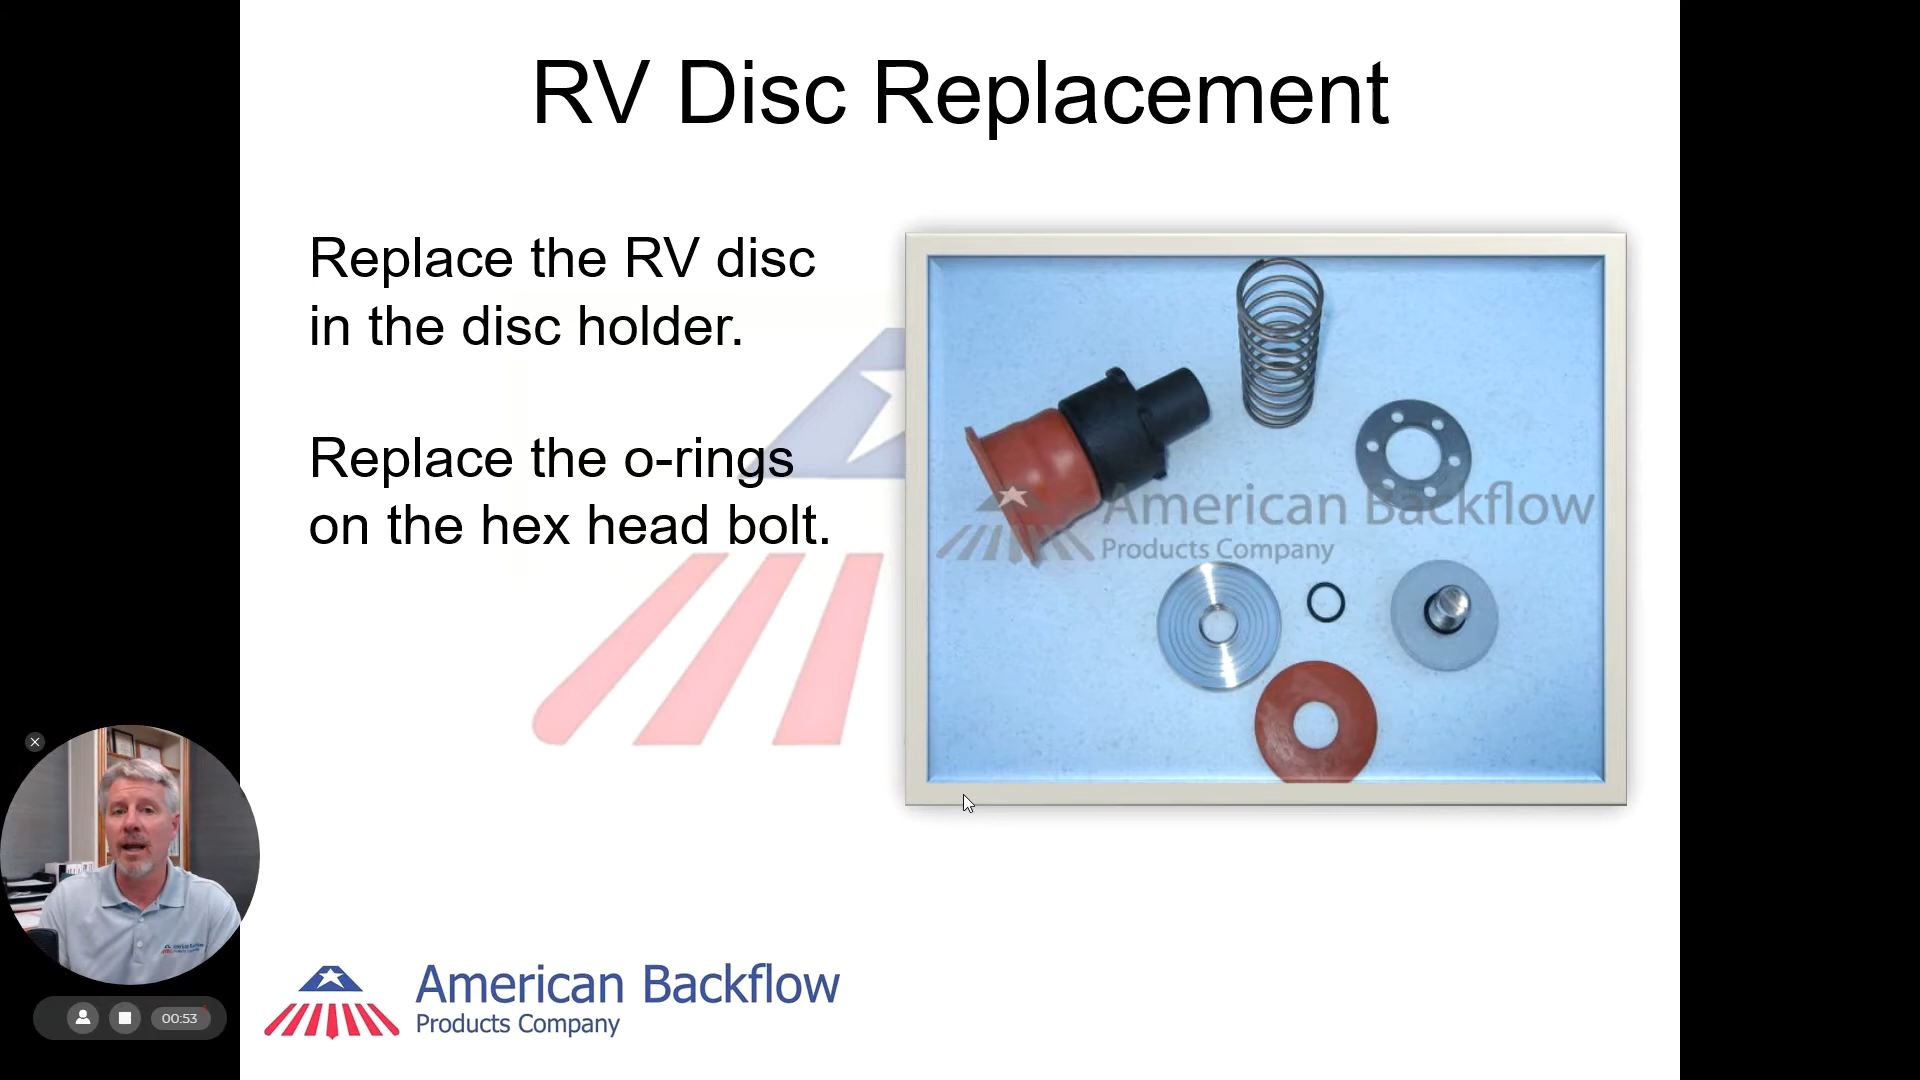 RV Disc Replacement
Replace the RV disc
in the disc holder.
Replace the o-rings
on the hex head bolt.
American Backflow
Products Company
American Backflow
Products Company
00:53